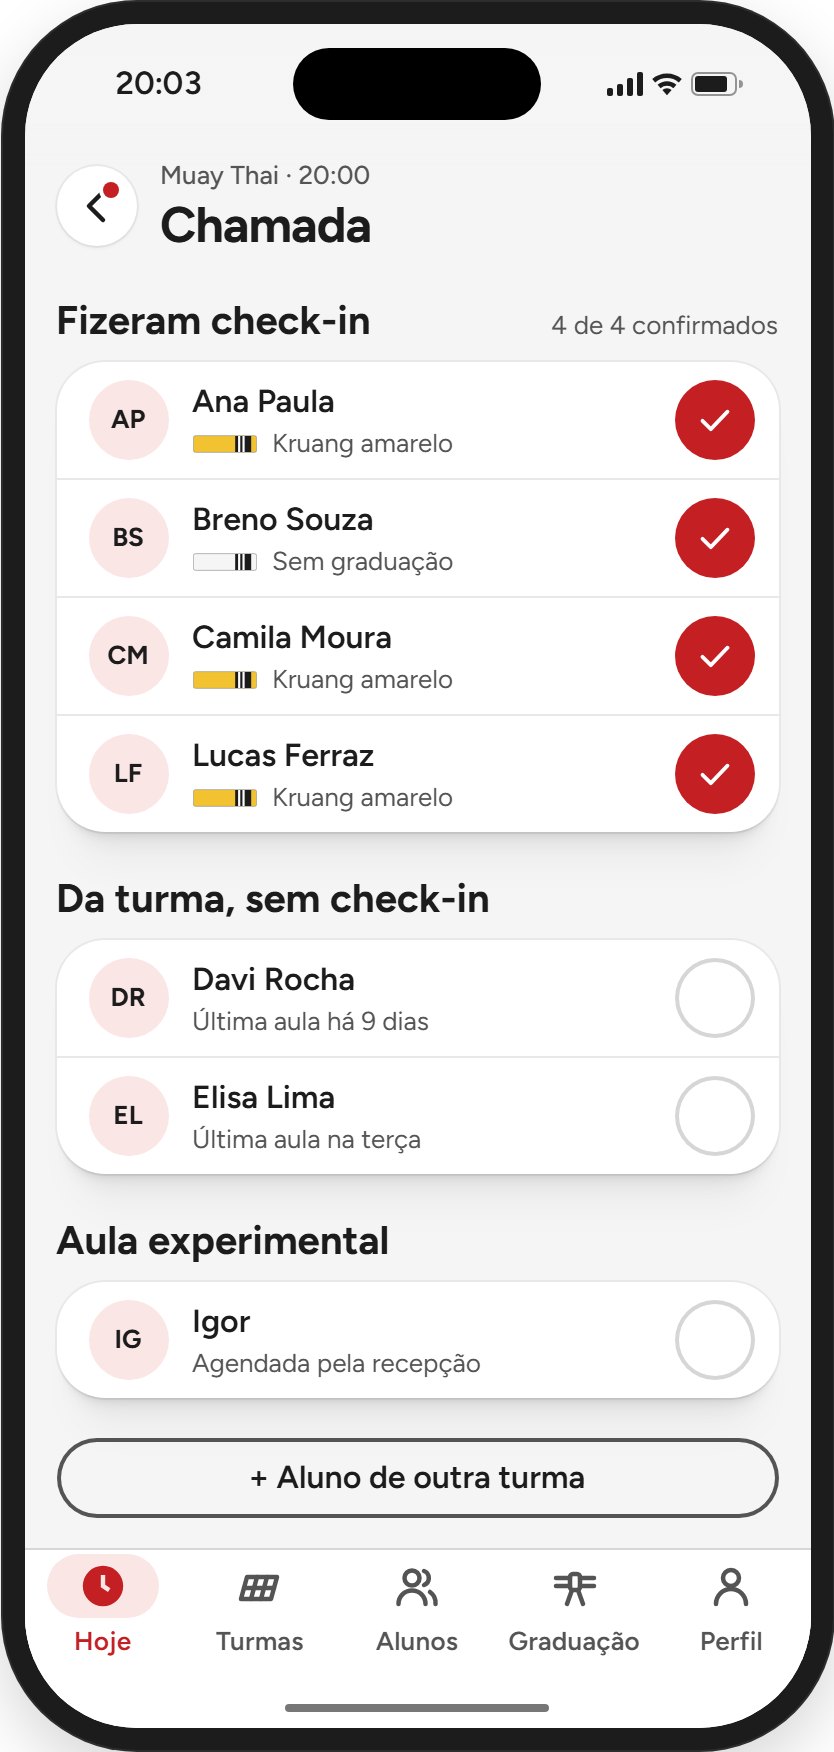 20:03
Muay Thai · 20:00
Chamada
Fizeram check-in
4 de 4 confirmados
AP
Ana Paula
Kruang amarelo
BS
Breno Souza
Sem graduação
CM
Camila Moura
Kruang amarelo
LF
Lucas Ferraz
Kruang amarelo
Da turma, sem check-in
DR
Davi Rocha
Última aula há 9 dias
EL
Elisa Lima
Última aula na terça
Aula experimental
IG
Igor
Agendada pela recepção
+ Aluno de outra turma
Hoje
Turmas
Alunos
Graduação
Perfil